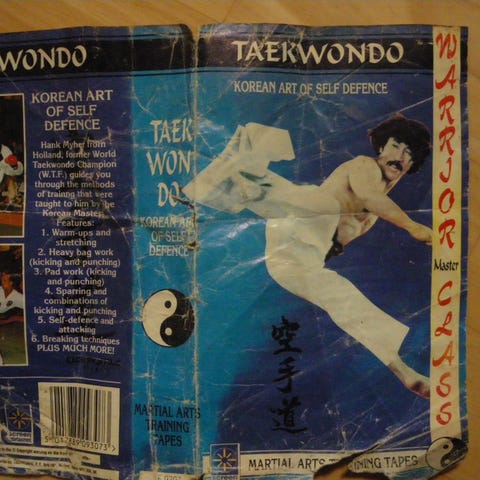 WONDO
KOREAN ART
OF SELF
DEFENCE
Hank Myher from
Holland, former World
Taekwondo Champion
(W.T.F.) guides you
through the methods
of training that were
taught to him by the
Korean Master
Features:
1. Warm-ups and
stretching
2. Heavy bag work
(kicking and punching)
3. Pad work (kicking
and punching)
4. Sparring and
combinations of
kicking and punching
5. Self-defence and
attacking
6. Breaking techniques
PLUS MUCH MORE!
TAEK
WON
DO
KOREAN ART
OF SELF
DEFENCE
MARTIAL ARTS
TRAINING
TAPES
TAEKWONDO
KOREAN ART OF SELF DEFENCE
WARRIOR
Master
CLASS
空手道
MARTIAL ARTS TRAINING TAPES